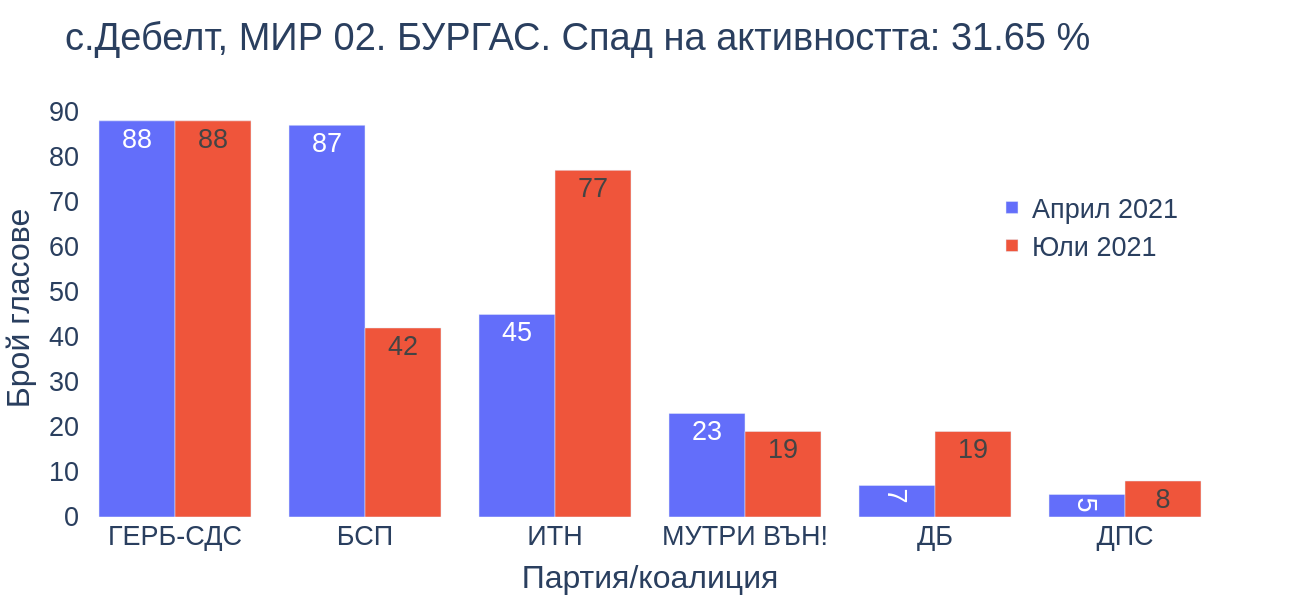 с.Дебелт, МИР 02. БУРГАС. Спад на активността: 31.65 %
Брой гласове
90
80
70
60
50
40
30
20
10
0
88
88
87
42
45
77
23
19
7
19
5
8
Април 2021
Юли 2021
ГЕРБ-СДС
БСП
ИТН
МУТРИ ВЪН!
ДБ
ДПС
Партия/коалиция